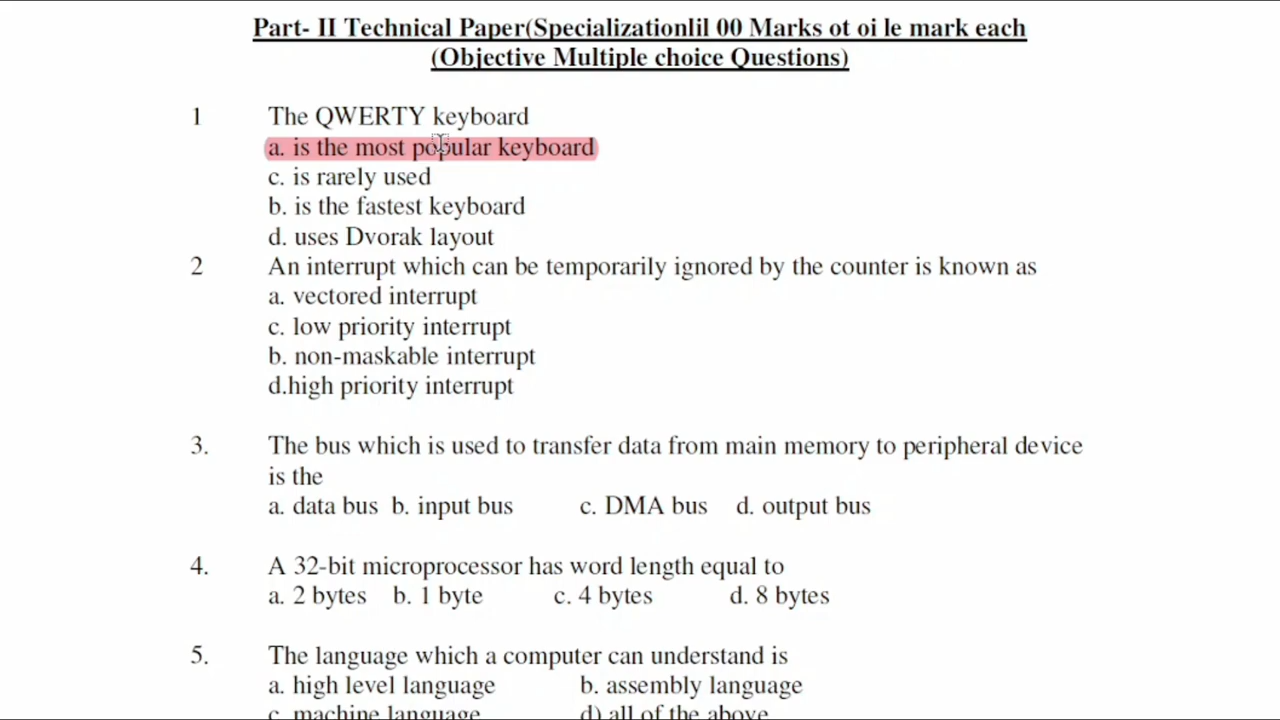 Part- II Technical Paper(Specializationlil 00 Marks ot oi le mark each
(Objective Multiple choice Questions)
1 The QWERTY keyboard
a. is the most popular keyboard
c. is rarely used
b. is the fastest keyboard
d. uses Dvorak layout
2 An interrupt which can be temporarily ignored by the counter is known as
a. vectored interrupt
c. low priority interrupt
b. non-maskable interrupt
d.high priority interrupt
3. The bus which is used to transfer data from main memory to peripheral device
is the
a. data bus b. input bus c. DMA bus d. output bus
4. A 32-bit microprocessor has word length equal to
a. 2 bytes b. 1 byte c. 4 bytes d. 8 bytes
5. The language which a computer can understand is
a. high level language b. assembly language
c. machine language d) all of the above